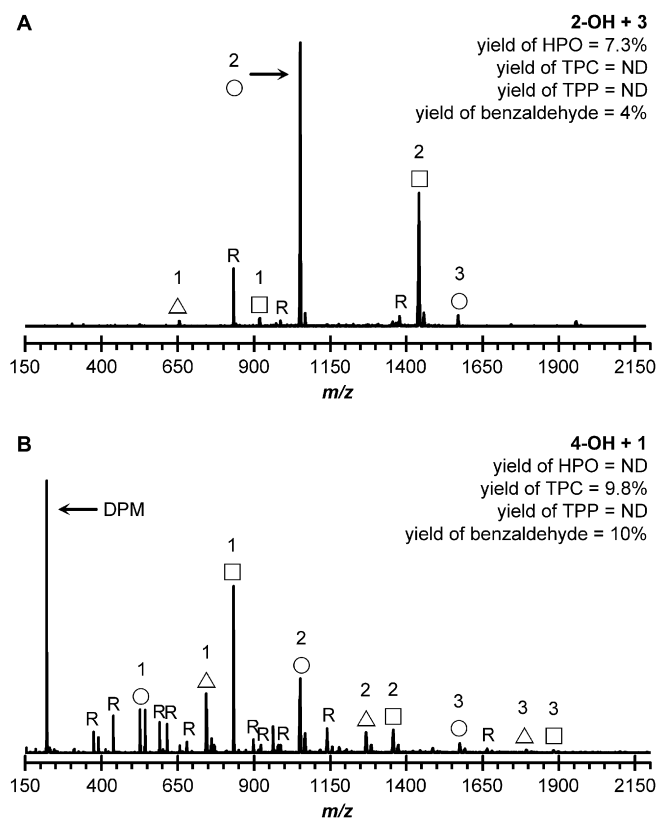 A
2-OH + 3
yield of HPO = 7.3%
yield of TPC = ND
yield of TPP = ND
yield of benzaldehyde = 4%
2
2
R
1
1
R
R
3
150 400 650 900 1150 1400 1650 1900 2150
m/z
B
4-OH + 1
yield of HPO = ND
yield of TPC = 9.8%
yield of TPP = ND
yield of benzaldehyde = 10%
DPM
1
1
2
1
R
R
RR
R
R
R
R
R
2
2
3
R
3
3
150 400 650 900 1150 1400 1650 1900 2150
m/z